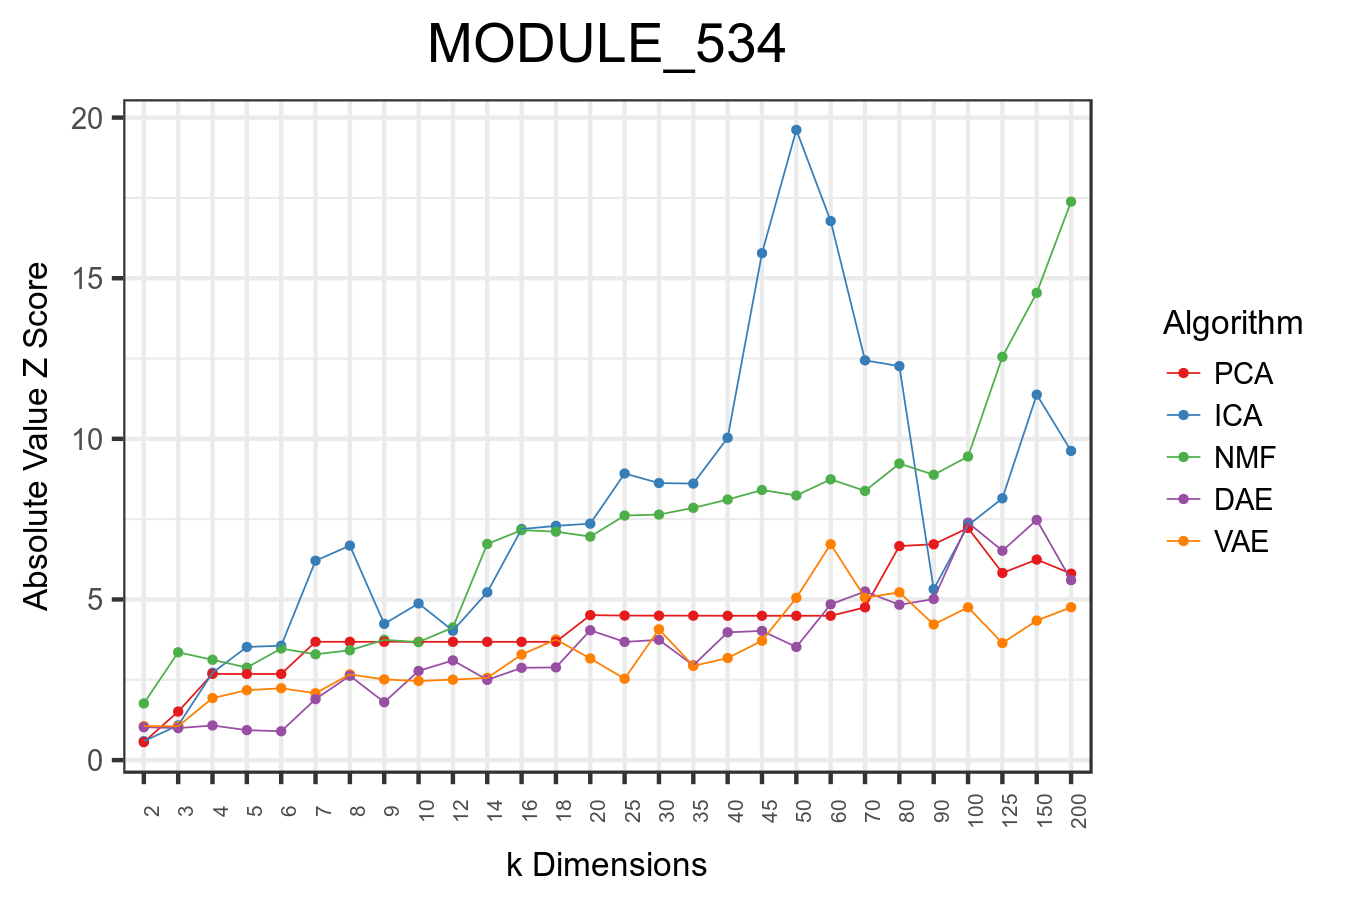 MODULE_534
Absolute Value Z Score
20
15
10
5
0
2 3 4 5 6 7 8 9 10 12 14 16 18 20 25 30 35 40 45 50 60 70 80 90 100 125 150 200
k Dimensions
Algorithm
PCA
ICA
NMF
DAE
VAE